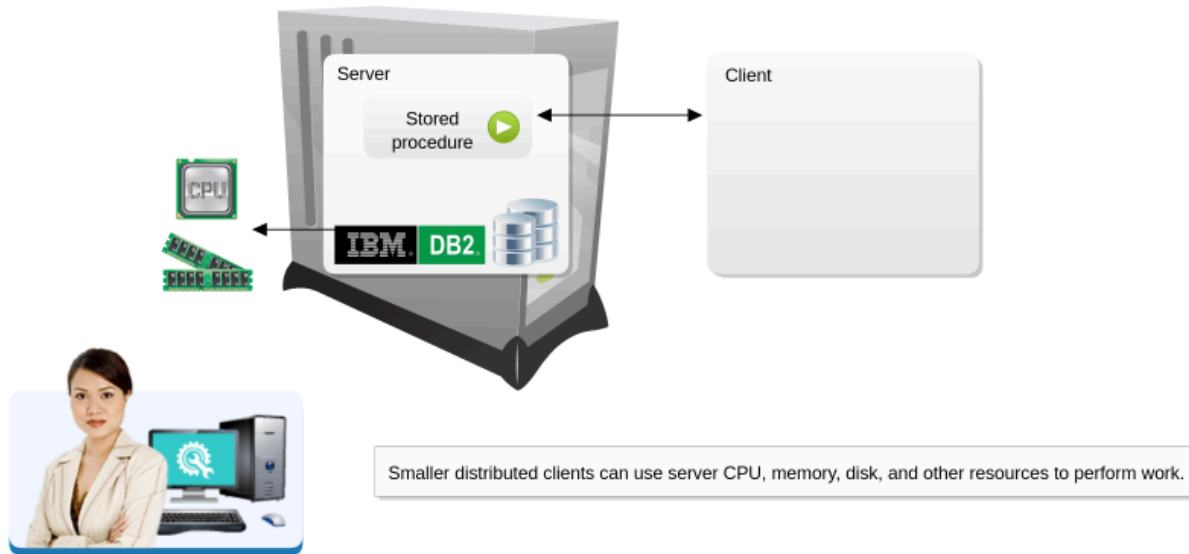 Server
Client
Stored
procedure
CPU
IBM.
DB2.
Smaller distributed clients can use server CPU, memory, disk, and other resources to perform work.